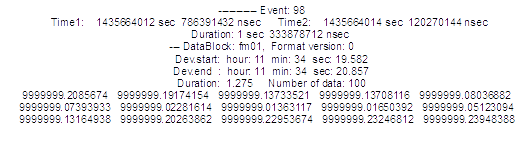 ---------- Event: 98
Time1: 1435664012 sec 786391432 nsec Time2: 1435664014 sec 120270144 nsec
Duration: 1 sec 333878712 nsec
--- DataBlock: fm01, Format version: 0
Dev.start: hour: 11 min: 34 sec: 19.582
Dev.end : hour: 11 min: 34 sec: 20.857
Duration: 1.275 Number of data: 100
9999999.2085674 9999999.19174154 9999999.13733521 9999999.13708116 9999999.08036882
9999999.07393933 9999999.02281614 9999999.01363117 9999999.01650392 9999999.05123094
9999999.13164938 9999999.20263862 9999999.22953674 9999999.23246812 9999999.23948388